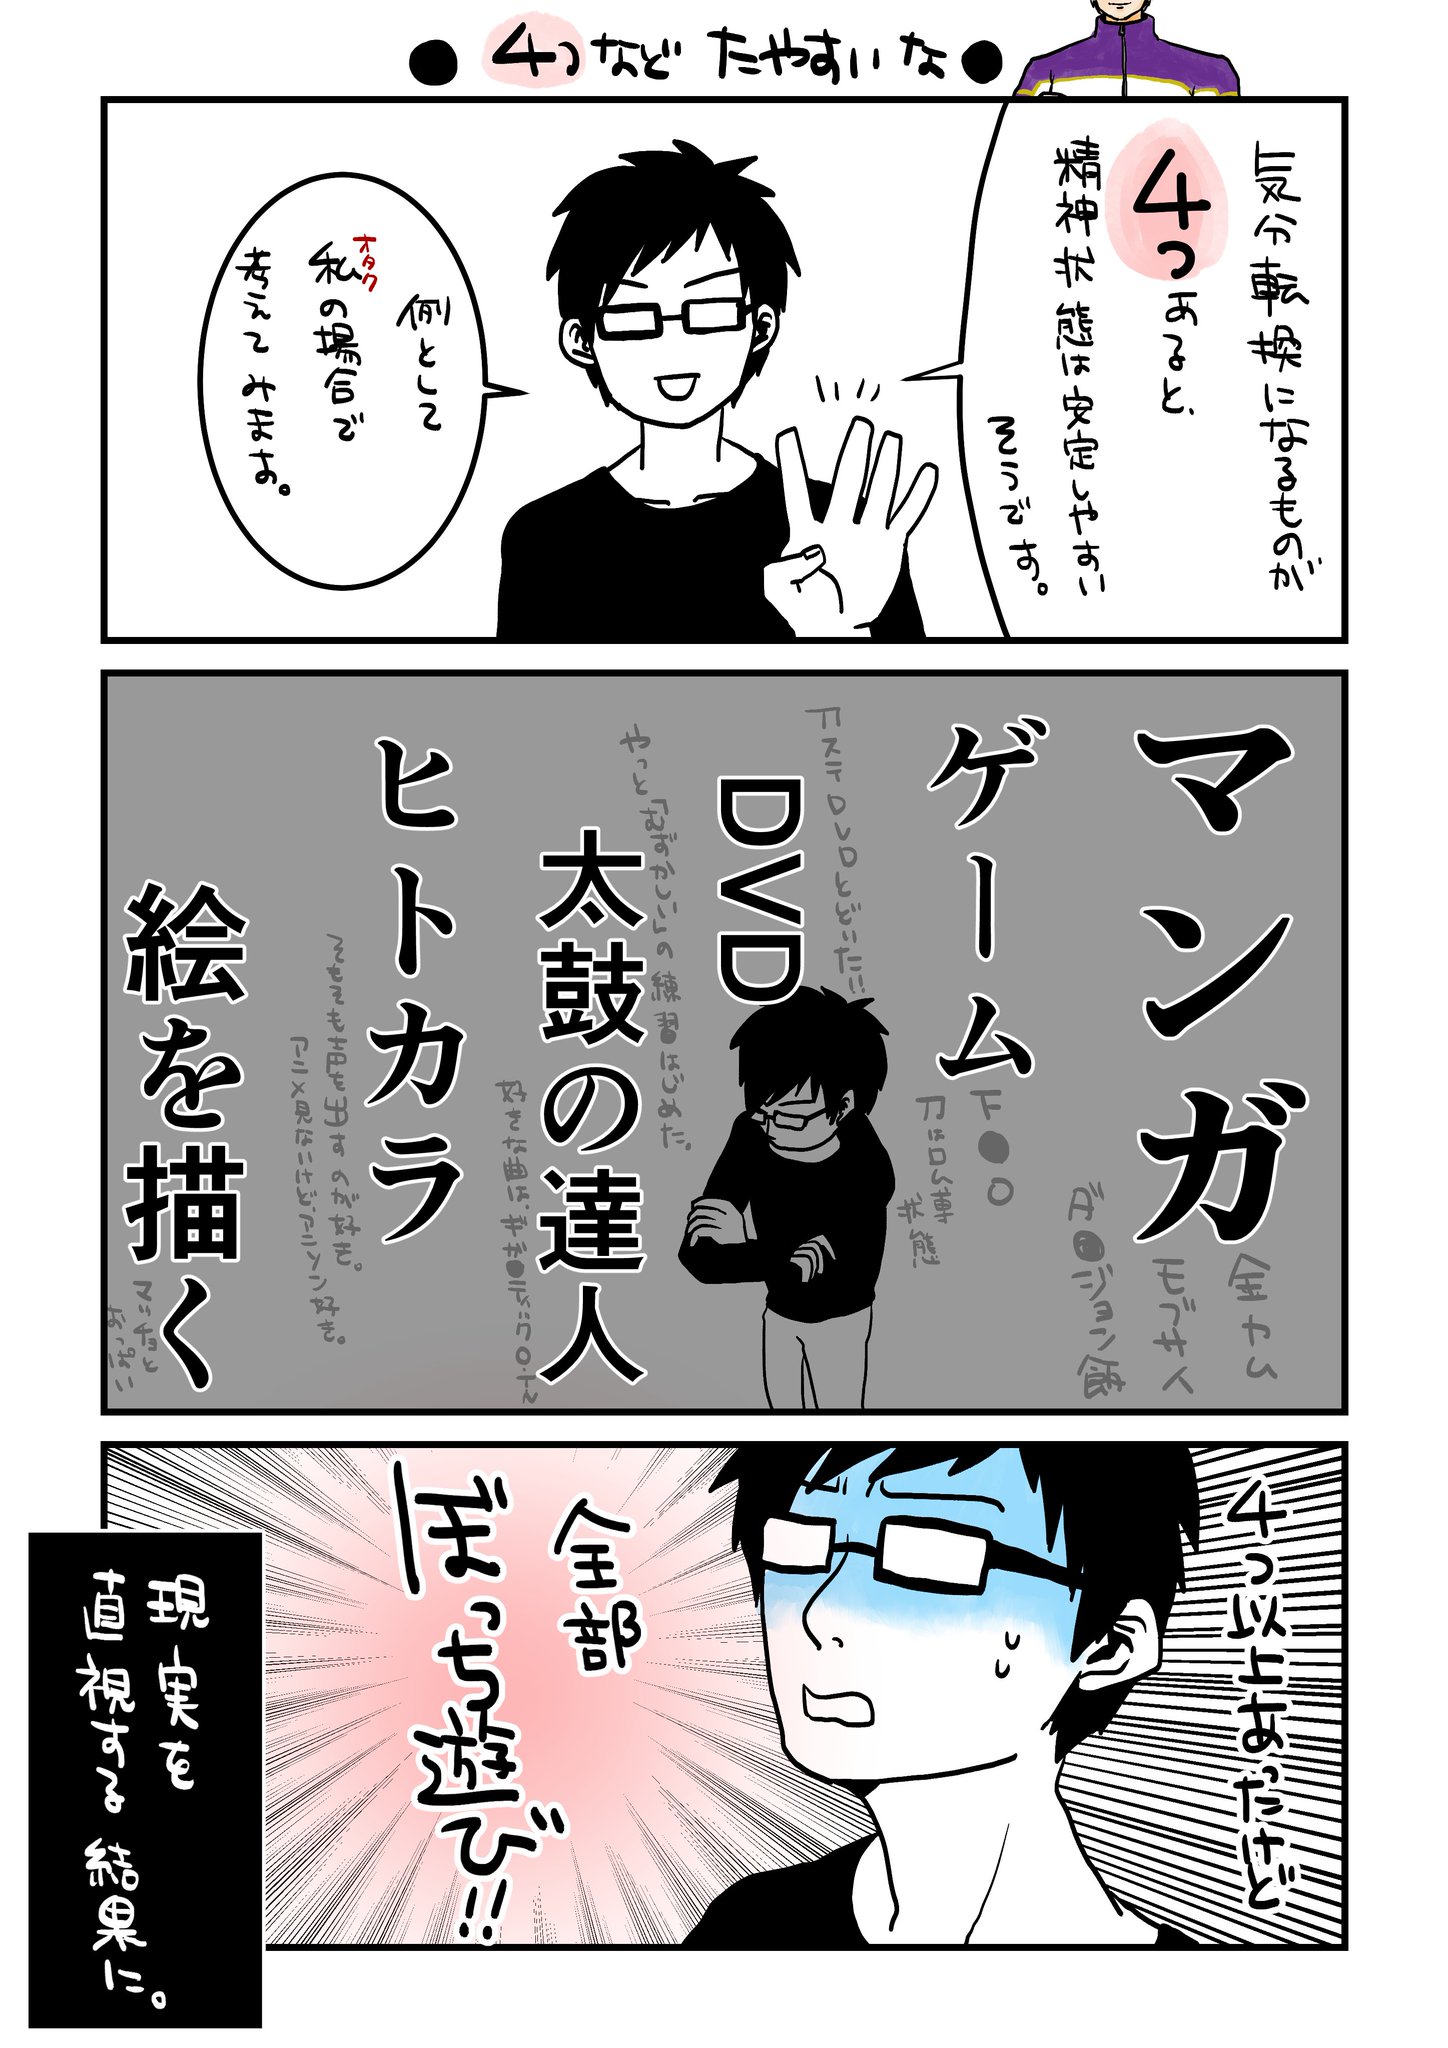 ●4つなど たやすいな●
気分転換になるものが
4つあると、
精神状態は安定しやすい
そうです。
例として
私の場合で
オタク
考えてみます。
マンガ
金カム
モブサイ
ダ●ジョン飯
ゲーム
下●○
刀はロム専
状態
DVD
カステDVDとどいた!!
太鼓の達人
やっと「むずかしい」の練習はじめた。
好きな曲は、ギガ●ティックO.T.N
ヒトカラ
そもそも声を出すのが好き。
アニメ見ないけどアニソン好き。
絵を描く
マッチョと
おっぱい
4つ以上あったけど
全部
ぼっち遊び!!
現実を
直視する結果に。